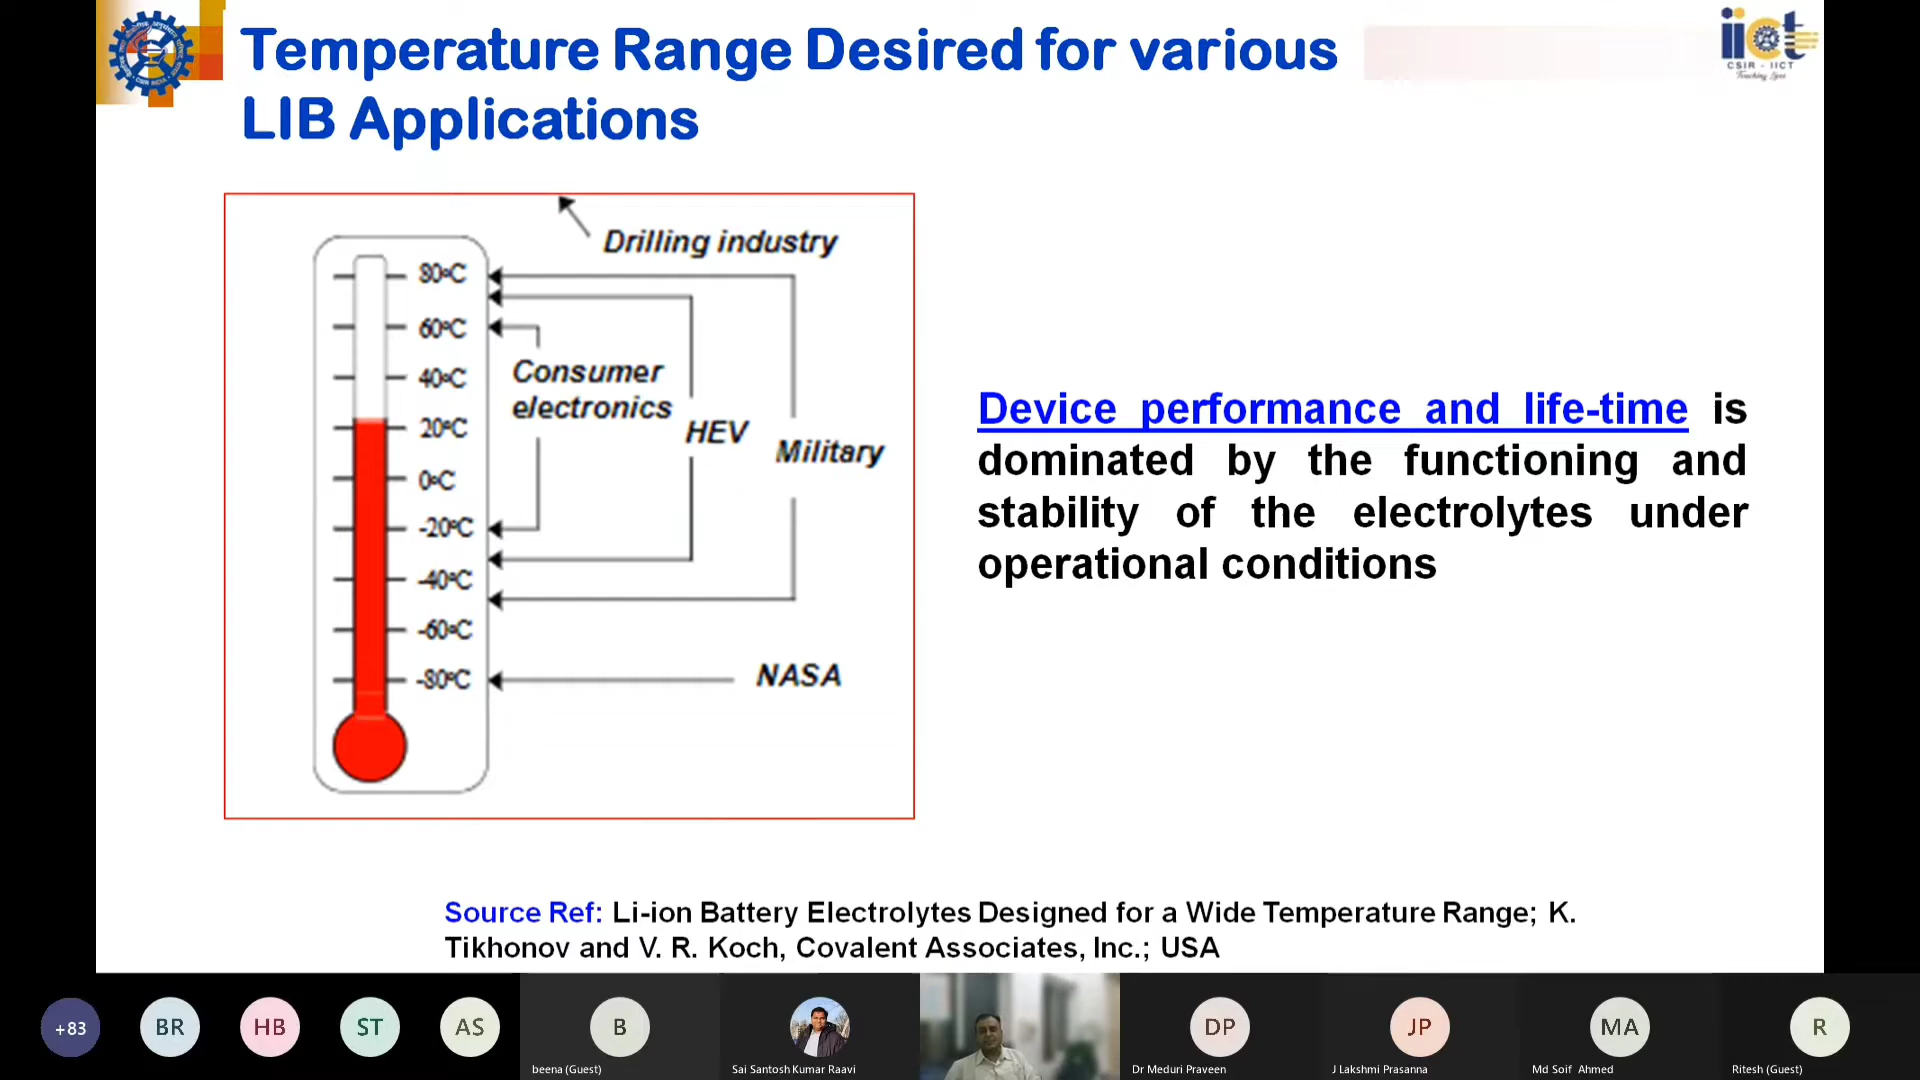 Temperature Range Desired for various
LIB Applications
iict
CSIR - IICT
Touching Lives
Drilling industry
80°C
60°C
40°C
20°C
0°C
-20°C
-40°C
-60°C
-80°C
Consumer
electronics
HEV
Military
NASA
Device performance and life-time is
dominated by the functioning and
stability of the electrolytes under
operational conditions
Source Ref: Li-ion Battery Electrolytes Designed for a Wide Temperature Range; K.
Tikhonov and V. R. Koch, Covalent Associates, Inc.; USA
+83
BR
HB
ST
AS
B
DP
JP
MA
R
beena (Guest)
Sai Santosh Kumar Raavi
Dr Meduri Praveen
J Lakshmi Prasanna
Md Soif Ahmed
Ritesh (Guest)